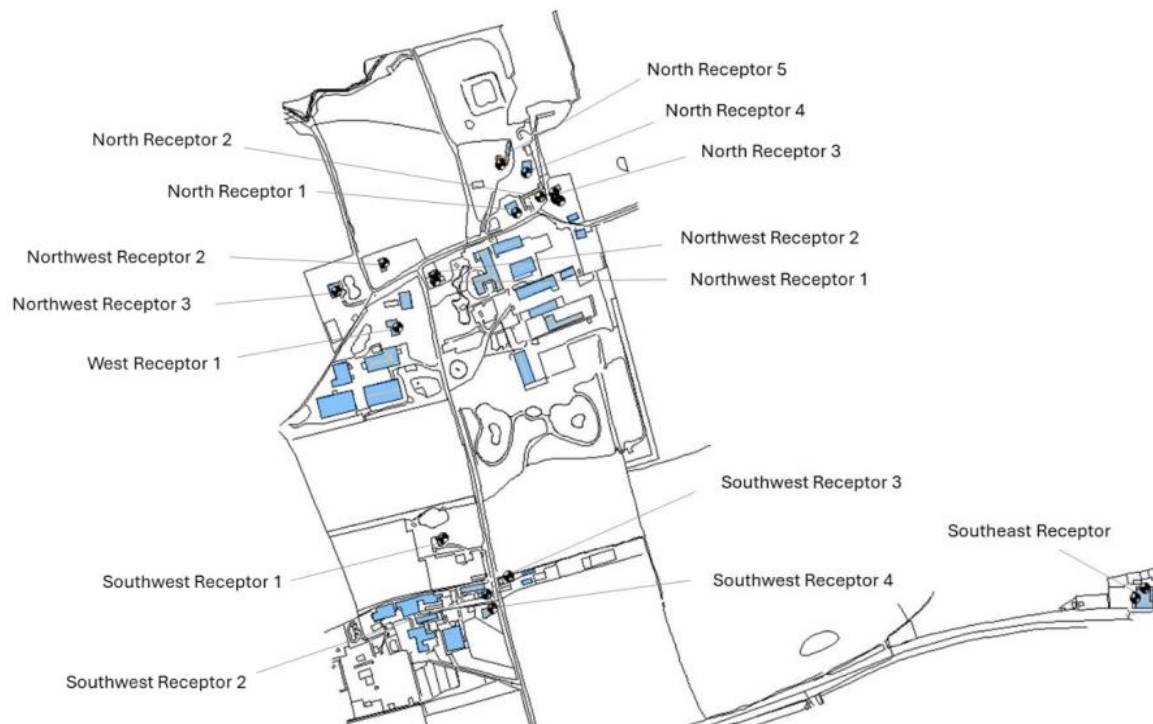 North Receptor 5
North Receptor 4
North Receptor 2
North Receptor 3
North Receptor 1
Northwest Receptor 2
Northwest Receptor 2
Northwest Receptor 1
Northwest Receptor 3
West Receptor 1
Southwest Receptor 3
Southeast Receptor
Southwest Receptor 1
Southwest Receptor 4
Southwest Receptor 2